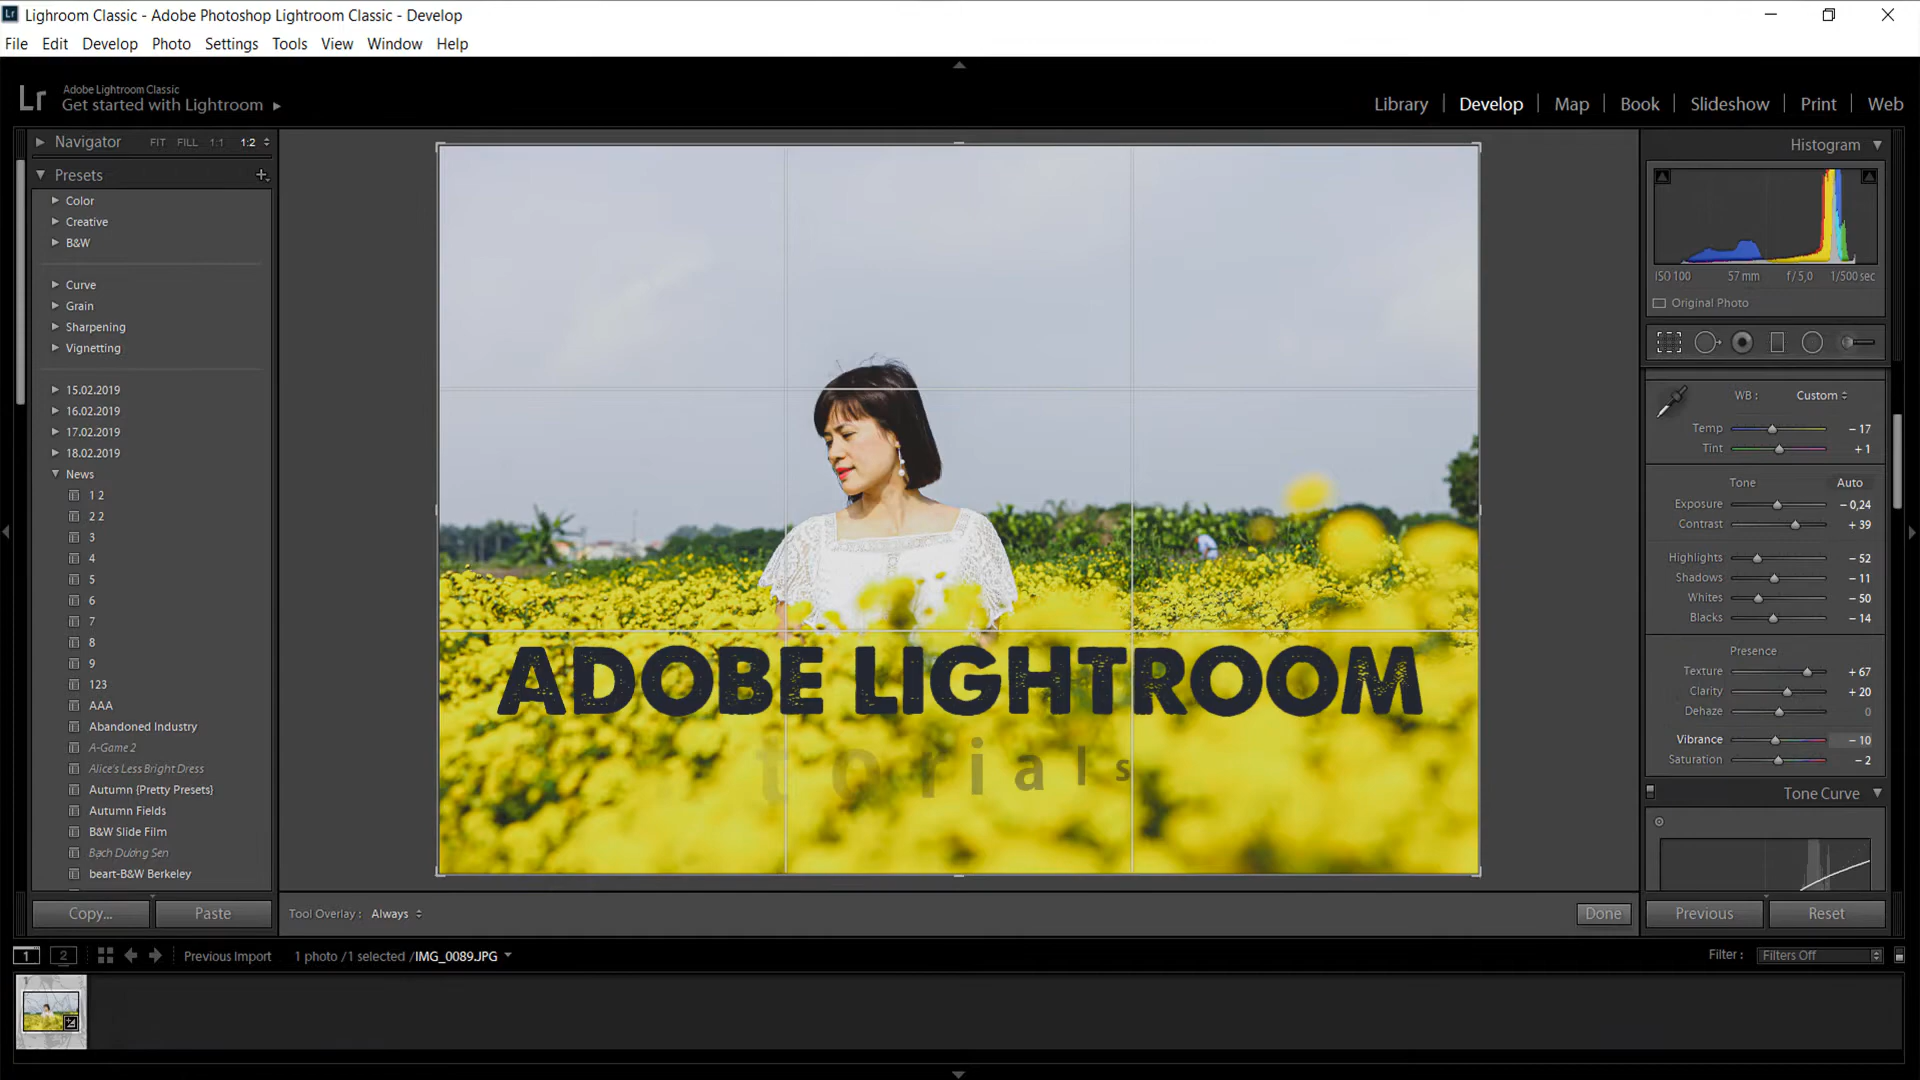 Lighroom Classic - Adobe Photoshop Lightroom Classic - Develop
File Edit Develop Photo Settings Tools View Window Help
Lr
Adobe Lightroom Classic
Get started with Lightroom
Library Develop Map Book Slideshow Print Web
Navigator FIT FILL 1:1 1:2
Presets
Color
Creative
B&W
Curve
Grain
Sharpening
Vignetting
15.02.2019
16.02.2019
17.02.2019
18.02.2019
News
1 2
2 2
3
4
5
6
7
8
9
123
AAA
Abandoned Industry
A-Game 2
Alice's Less Bright Dress
Autumn {Pretty Presets}
Autumn Fields
B&W Slide Film
Bạch Dương Sen
beart-B&W Berkeley
Copy... Paste
ADOBE LIGHTROOM
torials
Tool Overlay : Always
Done
Histogram
ISO 100 57 mm f / 5,0 1/500 sec
Original Photo
WB : Custom
Temp - 17
Tint + 1
Tone Auto
Exposure - 0,24
Contrast + 39
Highlights - 52
Shadows - 11
Whites - 50
Blacks - 14
Presence
Texture + 67
Clarity + 20
Dehaze 0
Vibrance - 10
Saturation - 2
Tone Curve
Previous Reset
1 2 Previous Import 1 photo /1 selected /IMG_0089.JPG
Filter : Filters Off
1